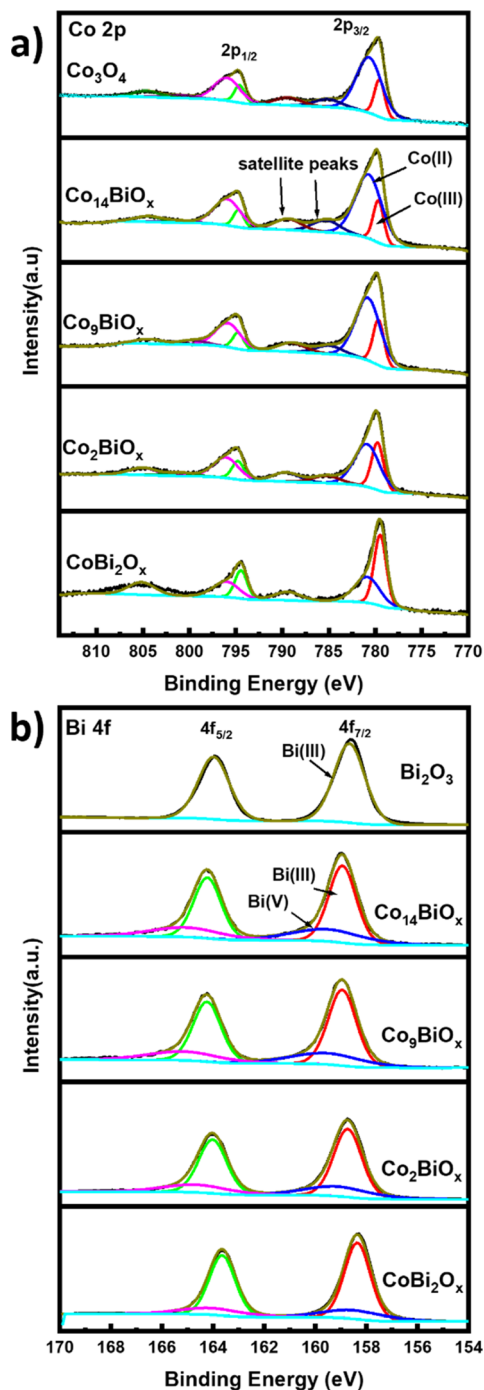 a)
Co 2p
2p₁/₂
2p₃/₂
Co₃O₄
Co₁₄BiOₓ
satellite peaks
Co(II)
Co(III)
Co₉BiOₓ
Co₂BiOₓ
CoBi₂Oₓ
Intensity(a.u)
810 805 800 795 790 785 780 775 770
Binding Energy (eV)
b)
Bi 4f
4f₅/₂
4f₇/₂
Bi(III)
Bi₂O₃
Bi(III)
Bi(V)
Co₁₄BiOₓ
Co₉BiOₓ
Co₂BiOₓ
CoBi₂Oₓ
Intensity(a.u.)
170 168 166 164 162 160 158 156 154
Binding Energy (eV)